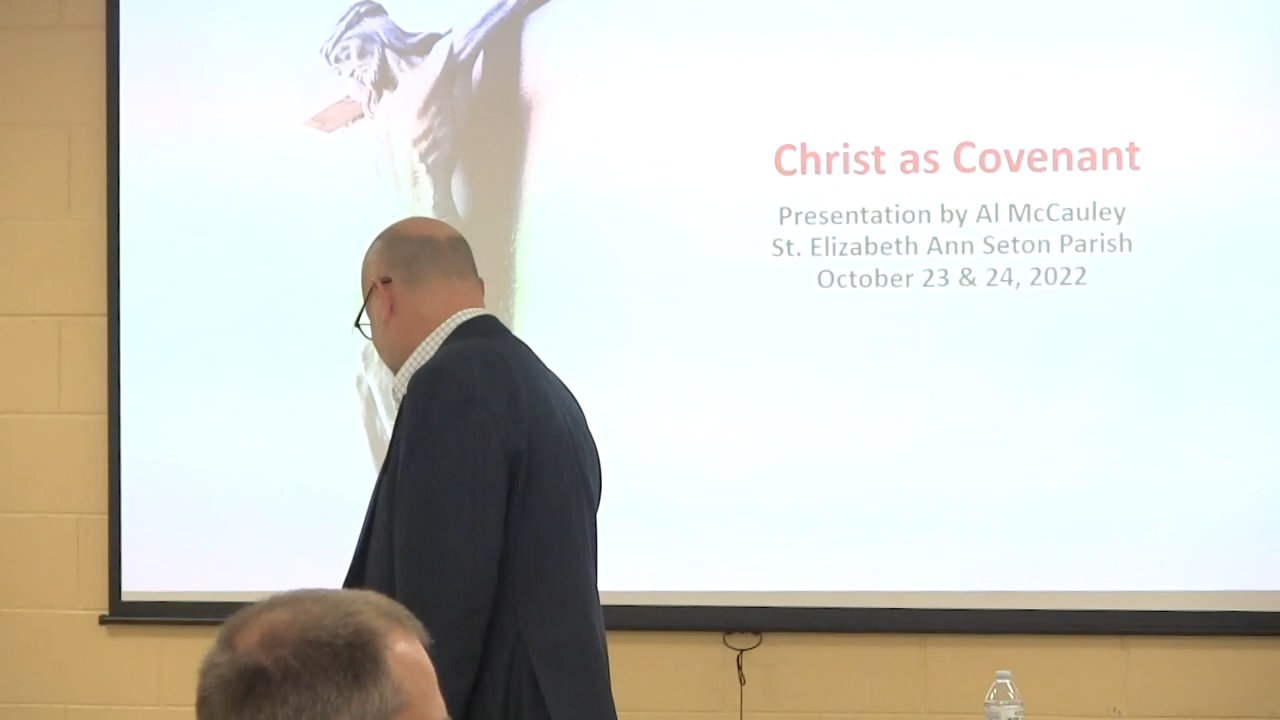 Christ as Covenant
Presentation by Al McCauley
St. Elizabeth Ann Seton Parish
October 23 & 24, 2022